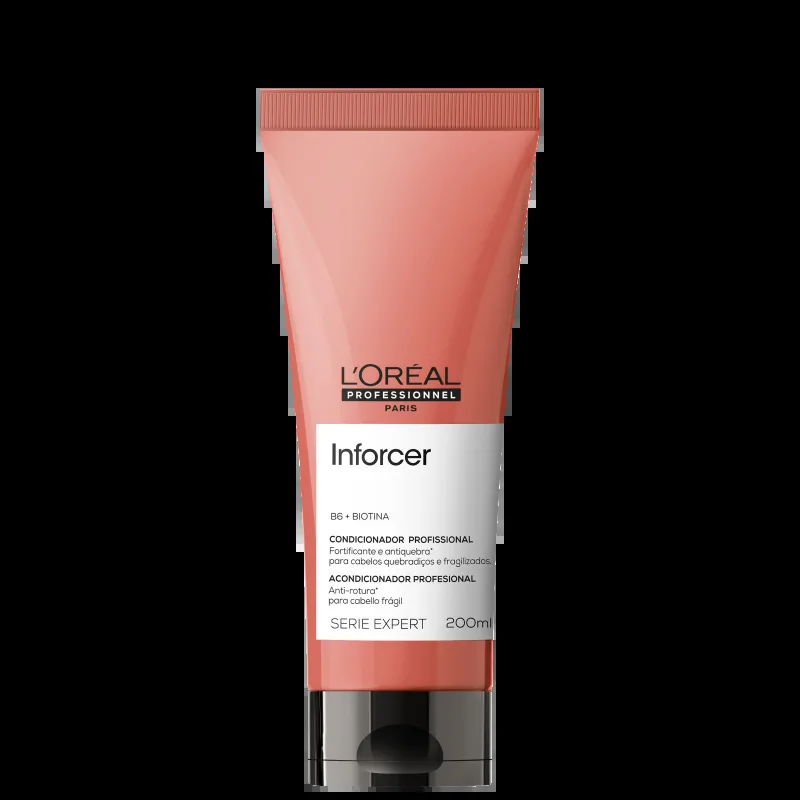 L'ORÉAL
PROFESSIONNEL
PARIS
Inforcer
B6 + BIOTINA
CONDICIONADOR PROFISSIONAL
Fortificante e antiquebra*
para cabelos quebradiços e fragilizados.
ACONDICIONADOR PROFESIONAL
Anti-rotura*
para cabello frágil
SERIE EXPERT 200ml